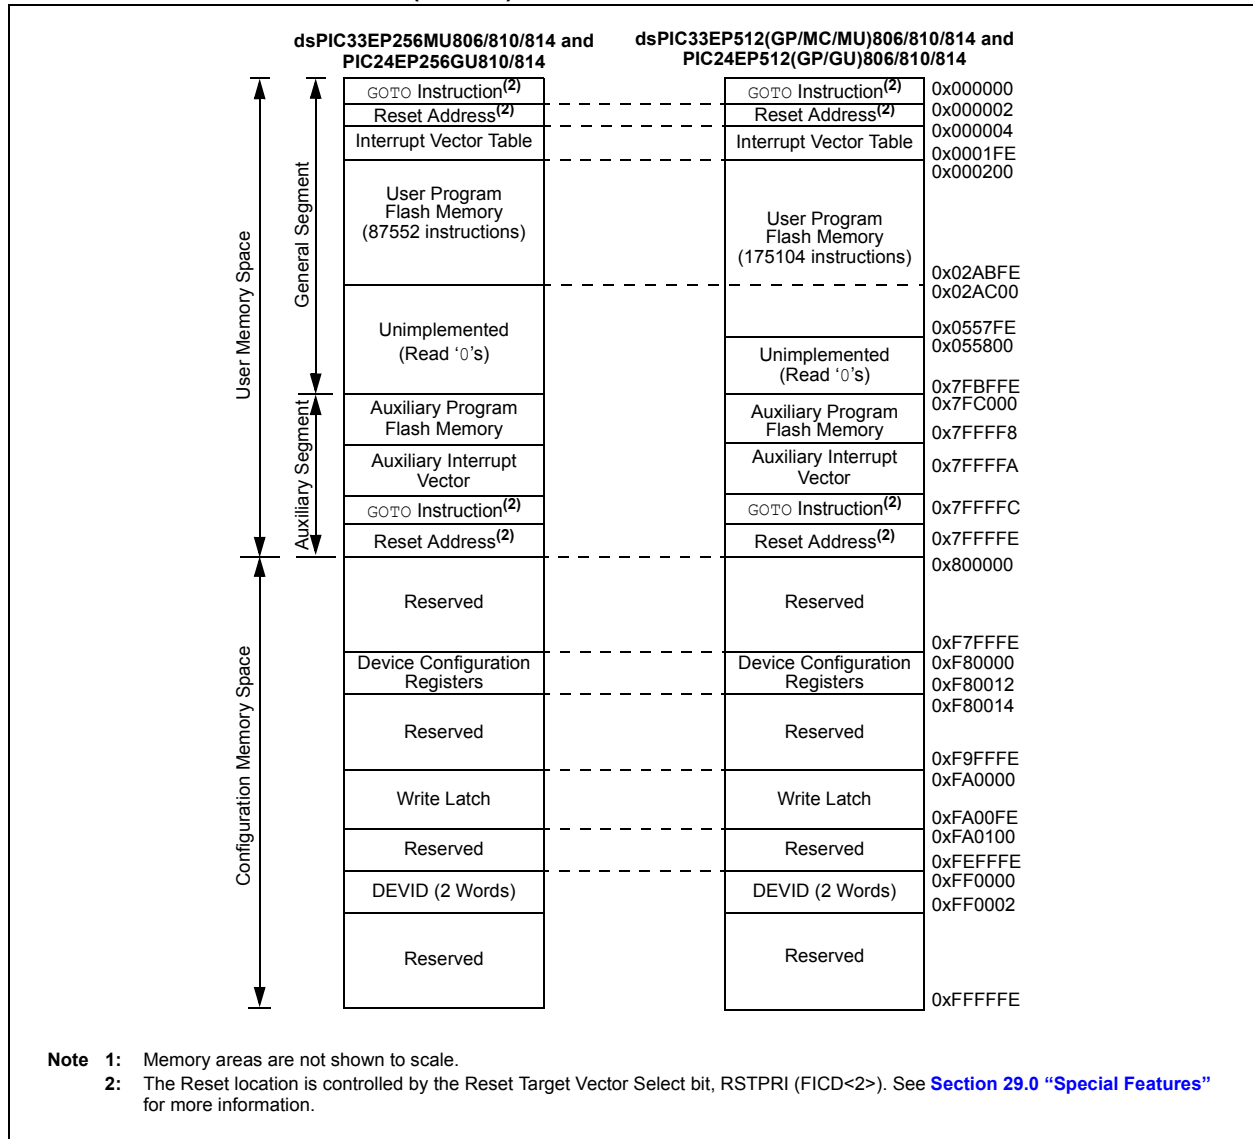 dsPIC33EP256MU806/810/814 and
PIC24EP256GU810/814
dsPIC33EP512(GP/MC/MU)806/810/814 and
PIC24EP512(GP/GU)806/810/814
User Memory Space
General Segment
Auxiliary Segment
Configuration Memory Space
GOTO Instruction(2)
Reset Address(2)
Interrupt Vector Table
User Program
Flash Memory
(87552 instructions)
Unimplemented
(Read ‘0’s)
Auxiliary Program
Flash Memory
Auxiliary Interrupt
Vector
GOTO Instruction(2)
Reset Address(2)
Reserved
Device Configuration
Registers
Reserved
Write Latch
Reserved
DEVID (2 Words)
Reserved
GOTO Instruction(2)
Reset Address(2)
Interrupt Vector Table
User Program
Flash Memory
(175104 instructions)
Unimplemented
(Read ‘0’s)
Auxiliary Program
Flash Memory
Auxiliary Interrupt
Vector
GOTO Instruction(2)
Reset Address(2)
Reserved
Device Configuration
Registers
Reserved
Write Latch
Reserved
DEVID (2 Words)
Reserved
0x000000
0x000002
0x000004
0x0001FE
0x000200
0x02ABFE
0x02AC00
0x0557FE
0x055800
0x7FBFFE
0x7FC000
0x7FFFF8
0x7FFFFA
0x7FFFFC
0x7FFFFE
0x800000
0xF7FFFE
0xF80000
0xF80012
0xF80014
0xF9FFFE
0xFA0000
0xFA00FE
0xFA0100
0xFEFFFE
0xFF0000
0xFF0002
0xFFFFFE
Note 1: Memory areas are not shown to scale.
2: The Reset location is controlled by the Reset Target Vector Select bit, RSTPRI (FICD<2>). See Section 29.0 “Special Features”
for more information.